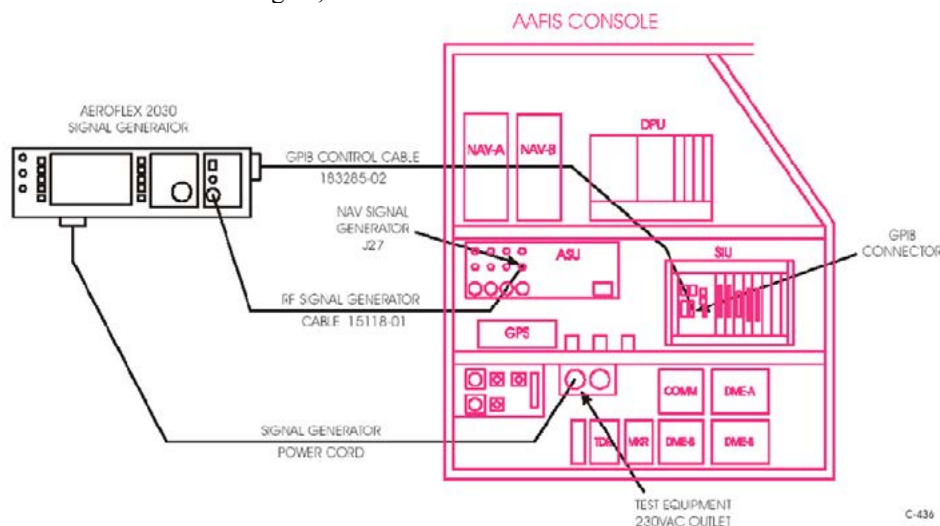 AAFIS CONSOLE
AEROFLEX 2030
SIGNAL GENERATOR
DPU
NAV-A
NAV-B
GPIB CONTROL CABLE
183285-02
NAV SIGNAL
GENERATOR
J27
GPIB
CONNECTOR
ASU
SIU
RF SIGNAL GENERATOR
CABLE 15118-01
GPS
COMM
DME-A
SIGNAL GENERATOR
POWER CORD
MKR
DME-B
DME-B
TEST EQUIPMENT
230VAC OUTLET
C-436